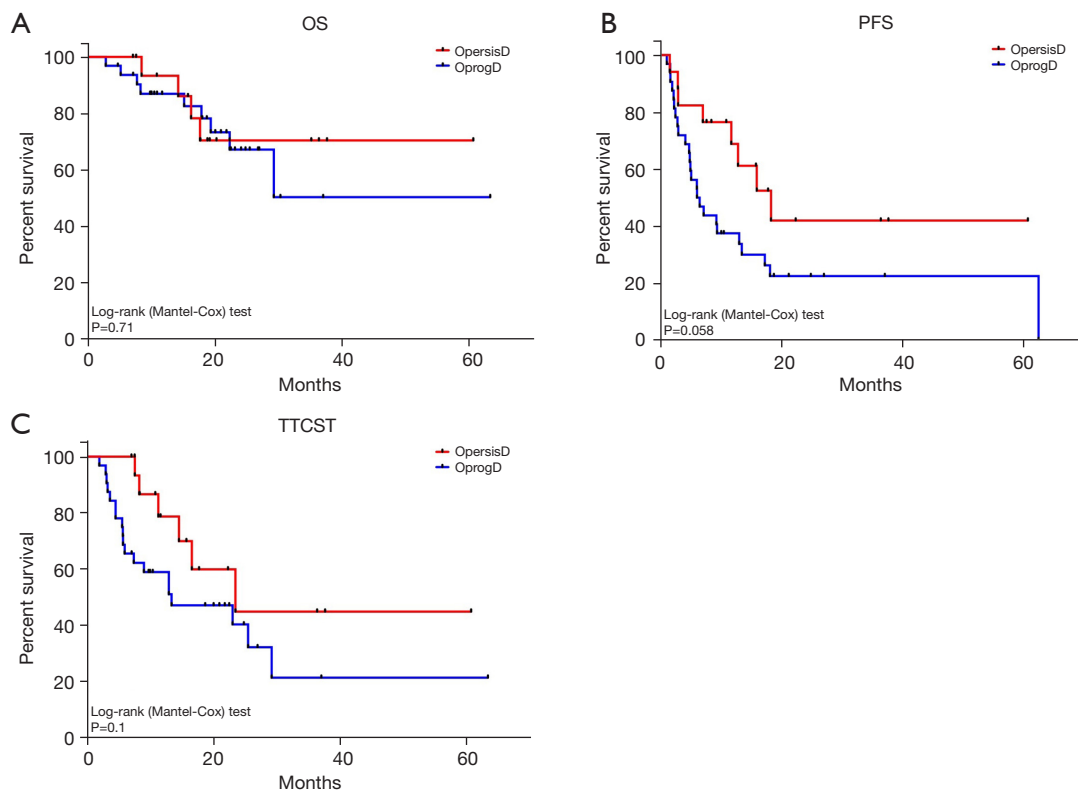 A
OS
OpersisD
OprogD
Percent survival
100
80
60
40
20
0
Log-rank (Mantel-Cox) test
P=0.71
0 20 40 60
Months
B
PFS
OpersisD
OprogD
Percent survival
100
80
60
40
20
0
Log-rank (Mantel-Cox) test
P=0.058
0 20 40 60
Months
C
TTCST
OpersisD
OprogD
Percent survival
100
80
60
40
20
0
Log-rank (Mantel-Cox) test
P=0.1
0 20 40 60
Months